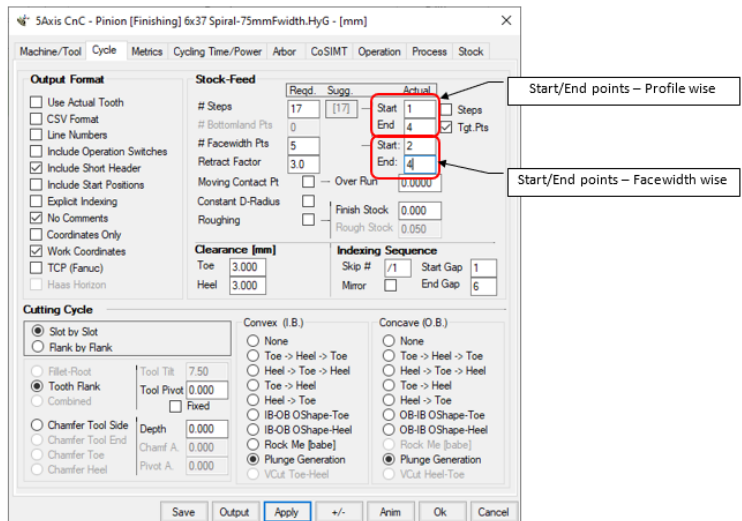 5Axis CnC - Pinion [Finishing] 6x37 Spiral-75mmFwidth.HyG - [mm]
Machine/Tool Cycle Metrics Cycling Time/Power Arbor CoSIMT Operation Process Stock
Output Format
Use Actual Tooth
CSV Format
Line Numbers
Include Operation Switches
Include Short Header
Include Start Positions
Explicit Indexing
No Comments
Coordinates Only
Work Coordinates
TCP (Fanuc)
Haas Horizon
Stock-Feed
Reqd. Sugg. Actual
# Steps 17 [17] Start 1 Steps
# Bottomland Pts 0 End 4 Tgt.Pts
# Facewidth Pts 5 Start: 2
Retract Factor 3.0 End: 4
Moving Contact Pt Over Run 0.0000
Constant D-Radius Finish Stock 0.000
Roughing Rough Stock 0.050
Start/End points – Profile wise
Start/End points – Facewidth wise
Clearance [mm]
Toe 3.000
Heel 3.000
Indexing Sequence
Skip # /1 Start Gap 1
Mirror End Gap 6
Cutting Cycle
Slot by Slot
Flank by Flank
Fillet-Root Tool Tilt 7.50
Tooth Flank Tool Pivot 0.000
Combined Fixed
Chamfer Tool Side Depth 0.000
Chamfer Tool End Chamf A. 0.000
Chamfer Toe Pivot A. 0.000
Chamfer Heel
Convex (I.B.)
None
Toe -> Heel -> Toe
Heel -> Toe -> Heel
Toe -> Heel
Heel -> Toe
IB-OB OShape-Toe
IB-OB OShape-Heel
Rock Me [babe]
Plunge Generation
VCut Toe-Heel
Concave (O.B.)
None
Toe -> Heel -> Toe
Heel -> Toe -> Heel
Toe -> Heel
Heel -> Toe
OB-IB OShape-Toe
OB-IB OShape-Heel
Rock Me [babe]
Plunge Generation
VCut Heel-Toe
Save Output Apply +/- Anim Ok Cancel